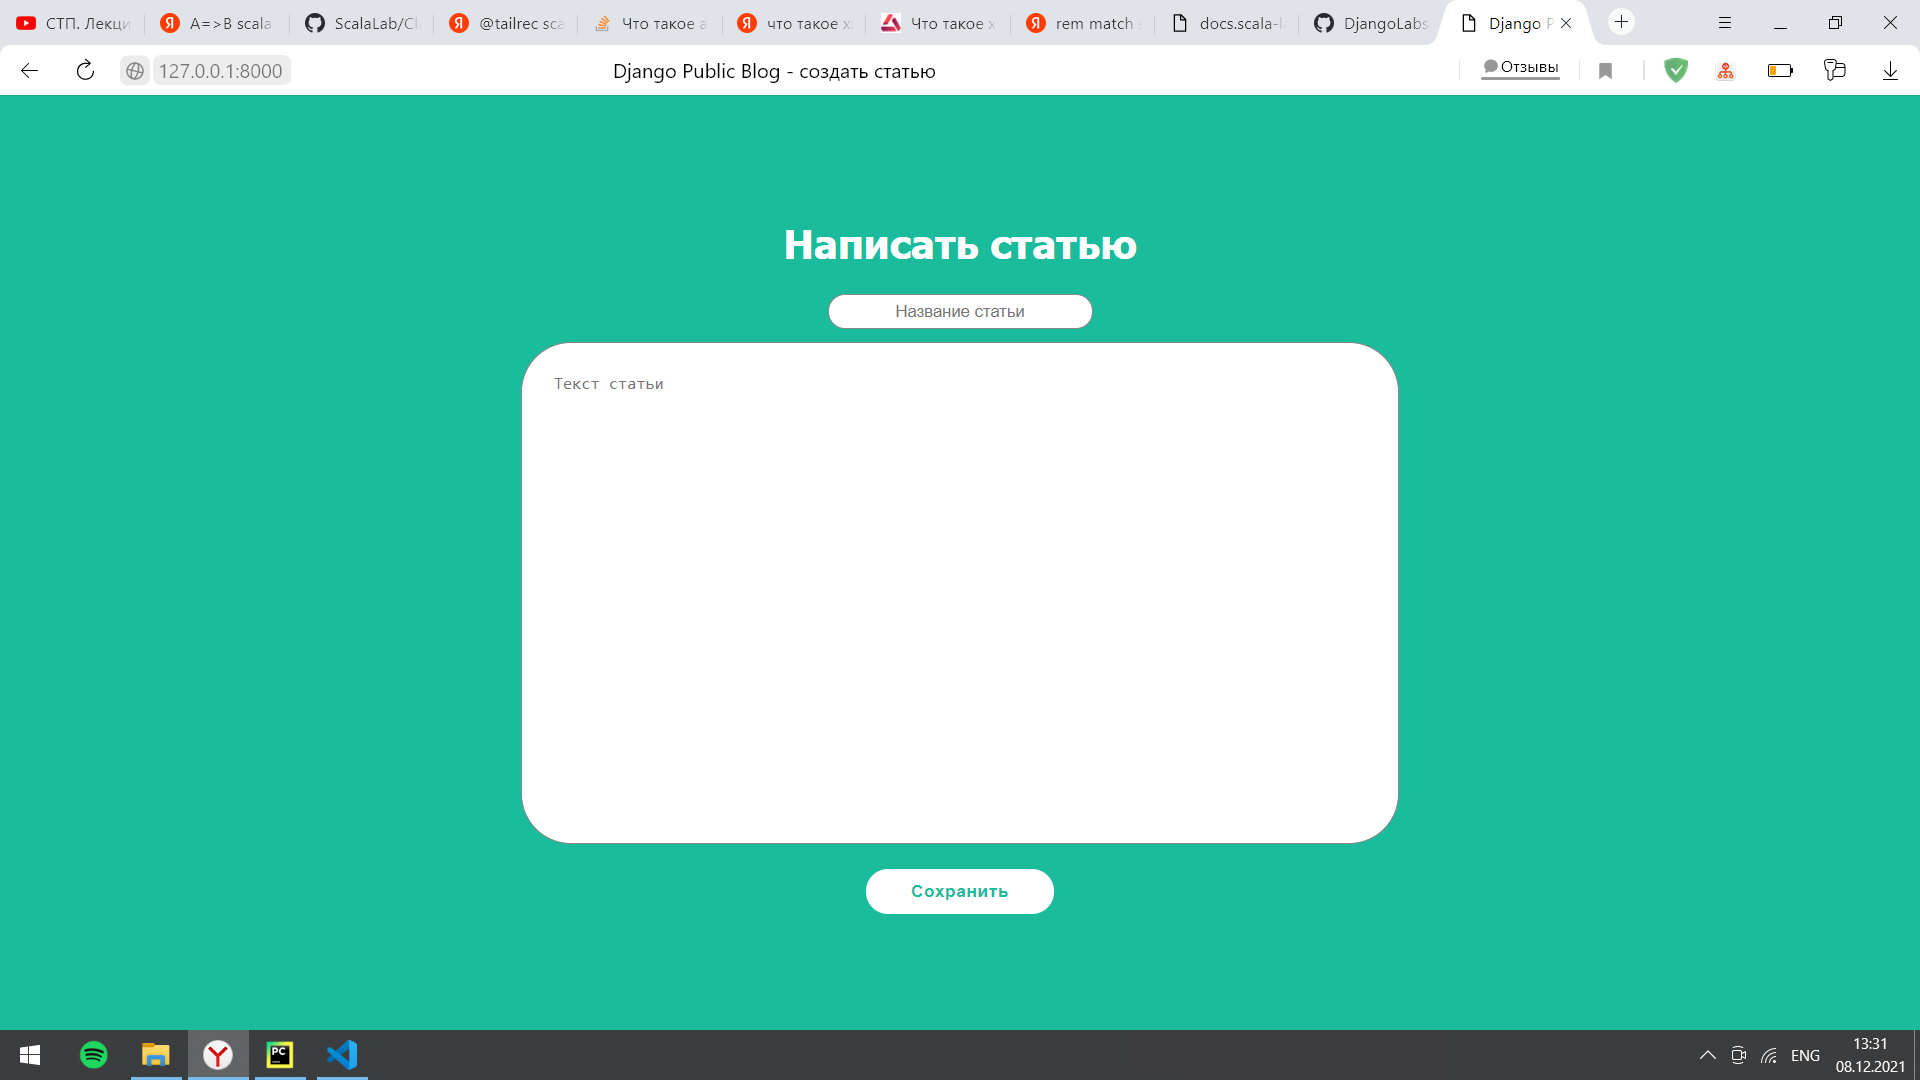 СТП. Лекци
A=>B scala
ScalaLab/Cl
@tailrec sca
Что такое а
что такое х
Что такое х
rem match s
docs.scala-l
DjangoLabs
Django P
127.0.0.1:8000
Django Public Blog - создать статью
Отзывы
Написать статью
Название статьи
Текст статьи
Сохранить
PC
ENG
13:31
08.12.2021